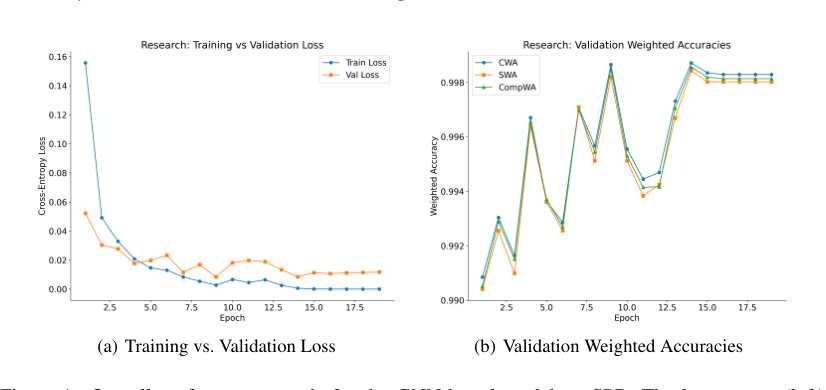 Research: Training vs Validation Loss
Train Loss
Val Loss
0.16
0.14
0.12
0.10
0.08
0.06
0.04
0.02
0.00
Cross-Entropy Loss
2.5 5.0 7.5 10.0 12.5 15.0 17.5
Epoch
(a) Training vs. Validation Loss
Research: Validation Weighted Accuracies
CWA
SWA
CompWA
0.998
0.996
0.994
0.992
0.990
Weighted Accuracy
2.5 5.0 7.5 10.0 12.5 15.0 17.5
Epoch
(b) Validation Weighted Accuracies